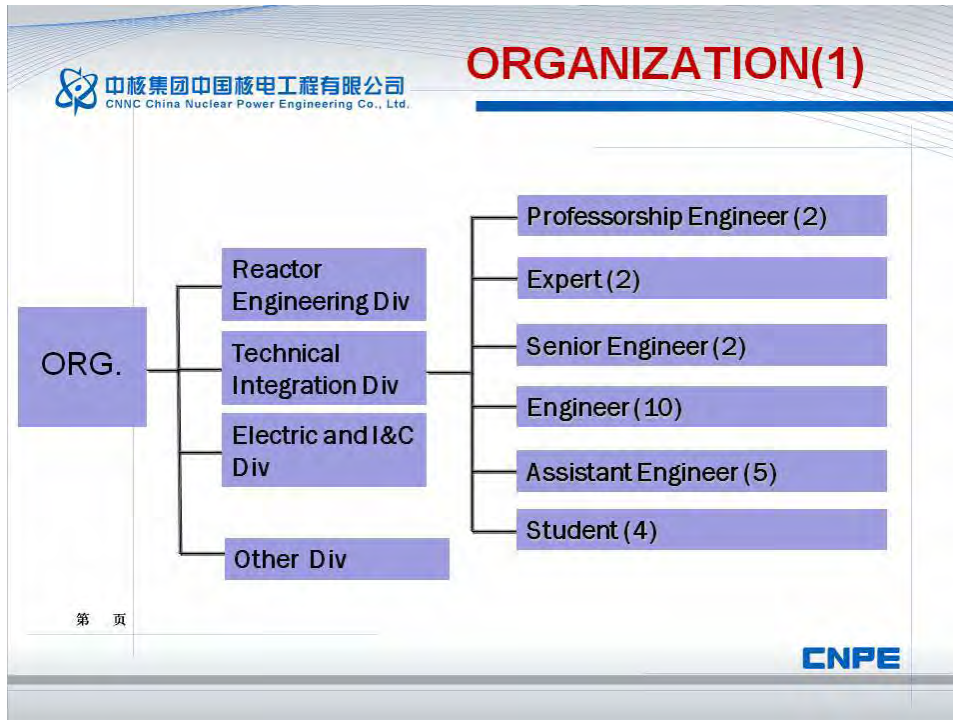 ORGANIZATION(1)
中核集团中国核电工程有限公司
CNNC China Nuclear Power Engineering Co., Ltd.
ORG.
Reactor
Engineering Div
Technical
Integration Div
Electric and I&C
Div
Other Div
Professorship Engineer (2)
Expert (2)
Senior Engineer (2)
Engineer (10)
Assistant Engineer (5)
Student (4)
第 页
CNPE